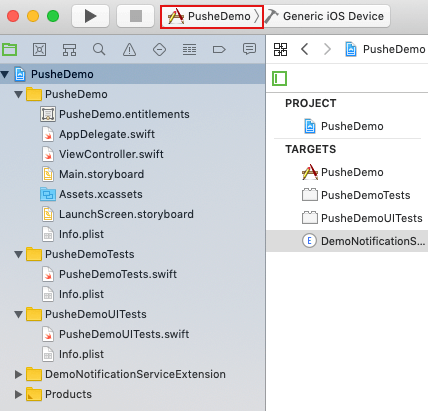 PusheDemo
Generic iOS Device
PusheDemo
PusheDemo
PusheDemo.entitlements
AppDelegate.swift
ViewController.swift
Main.storyboard
Assets.xcassets
LaunchScreen.storyboard
Info.plist
PusheDemoTests
PusheDemoTests.swift
Info.plist
PusheDemoUITests
PusheDemoUITests.swift
Info.plist
DemoNotificationServiceExtension
Products
PusheDemo
PROJECT
PusheDemo
TARGETS
PusheDemo
PusheDemoTests
PusheDemoUITests
E DemoNotificationS...